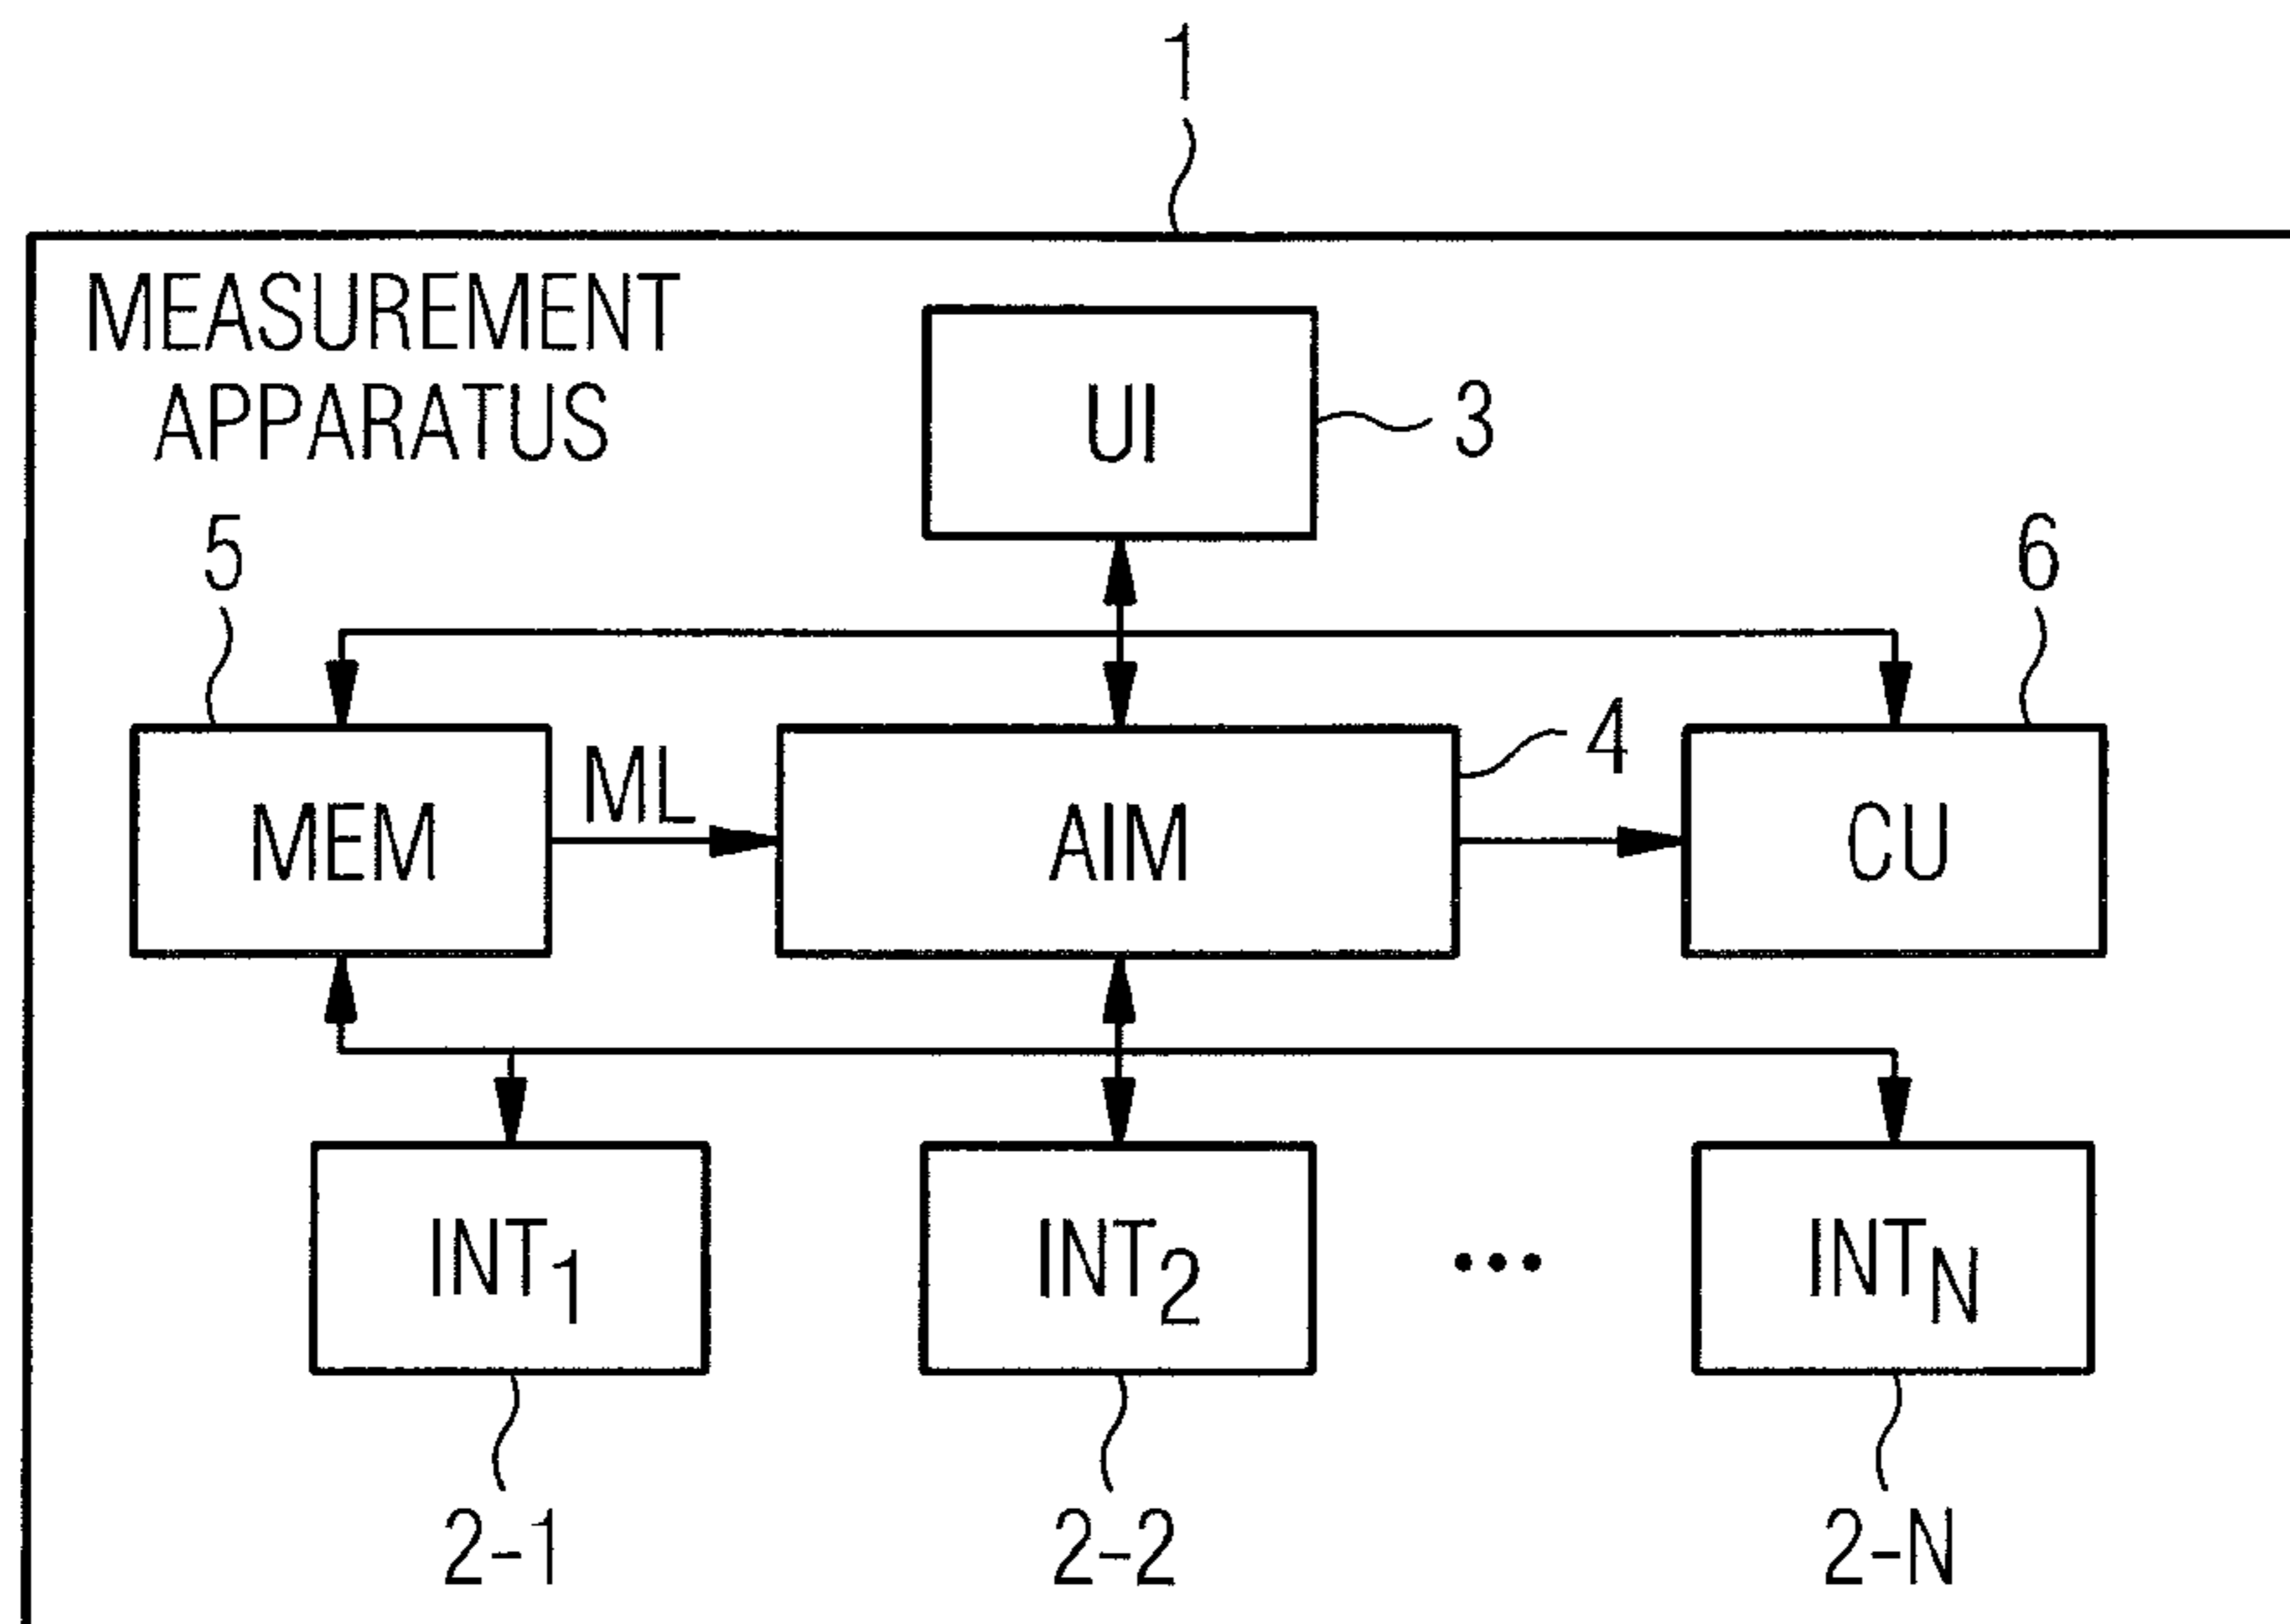 1
MEASUREMENT
APPARATUS
UI
3
5
6
4
MEM
ML
AIM
CU
INT1
INT2
...
INTN
2-1
2-2
2-N